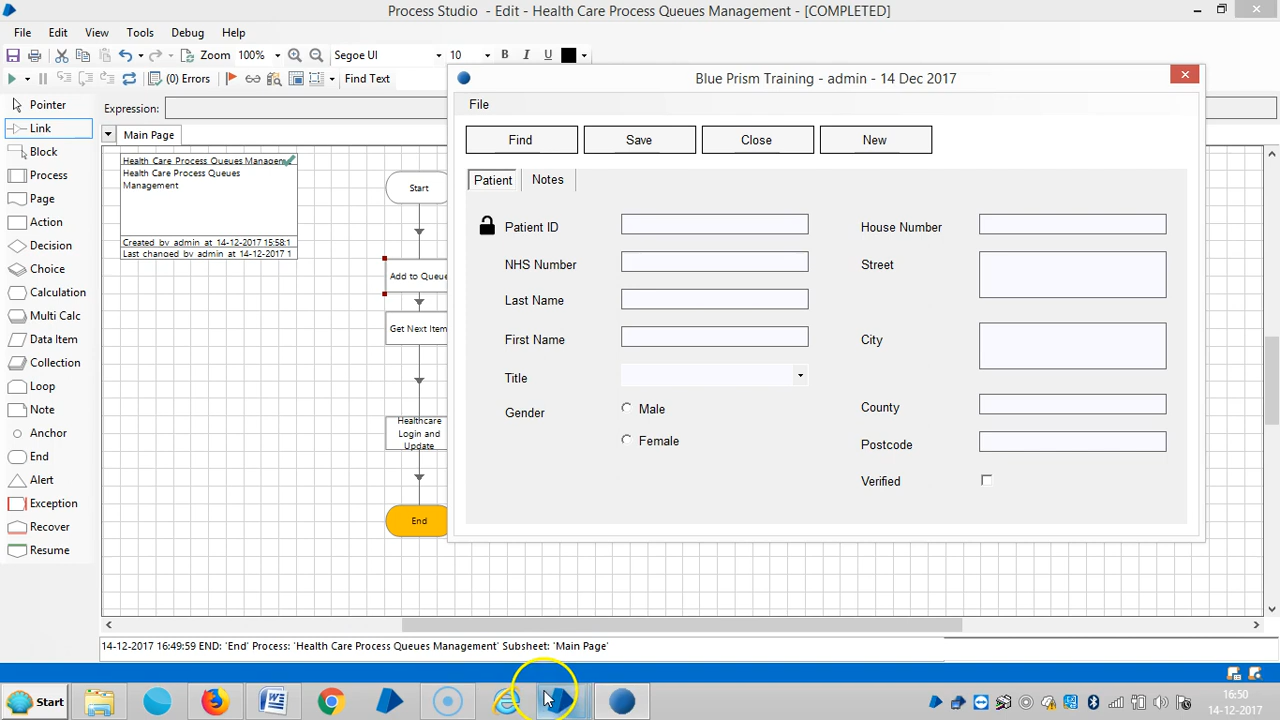 Process Studio - Edit - Health Care Process Queues Management - [COMPLETED]
File Edit View Tools Debug Help
Zoom 100% Segoe UI 10 B I U
(0) Errors Find Text
Expression:
Pointer
Link
Block
Process
Page
Action
Decision
Choice
Calculation
Multi Calc
Data Item
Collection
Loop
Note
Anchor
End
Alert
Exception
Recover
Resume
Main Page
Health Care Process Queues Managemen
Health Care Process Queues
Management
Created by admin at 14-12-2017 15:58:1
Last changed by admin at 14-12-2017 1
Start
Add to Queue
Get Next Item
Healthcare
Login and
Update
End
Blue Prism Training - admin - 14 Dec 2017
File
Find Save Close New
Patient Notes
Patient ID
NHS Number
Last Name
First Name
Title
Gender
Male
Female
House Number
Street
City
County
Postcode
Verified
14-12-2017 16:49:59 END: 'End' Process: 'Health Care Process Queues Management' Subsheet: 'Main Page'
Start
16:50
14-12-2017